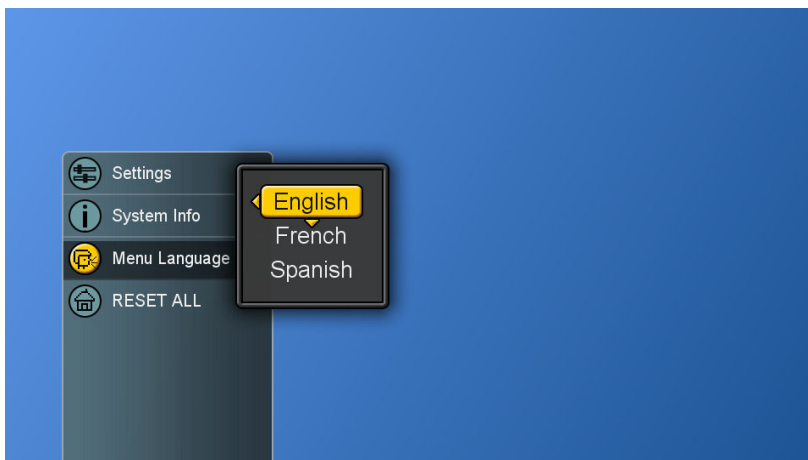 Settings
System Info
Menu Language
RESET ALL
English
French
Spanish